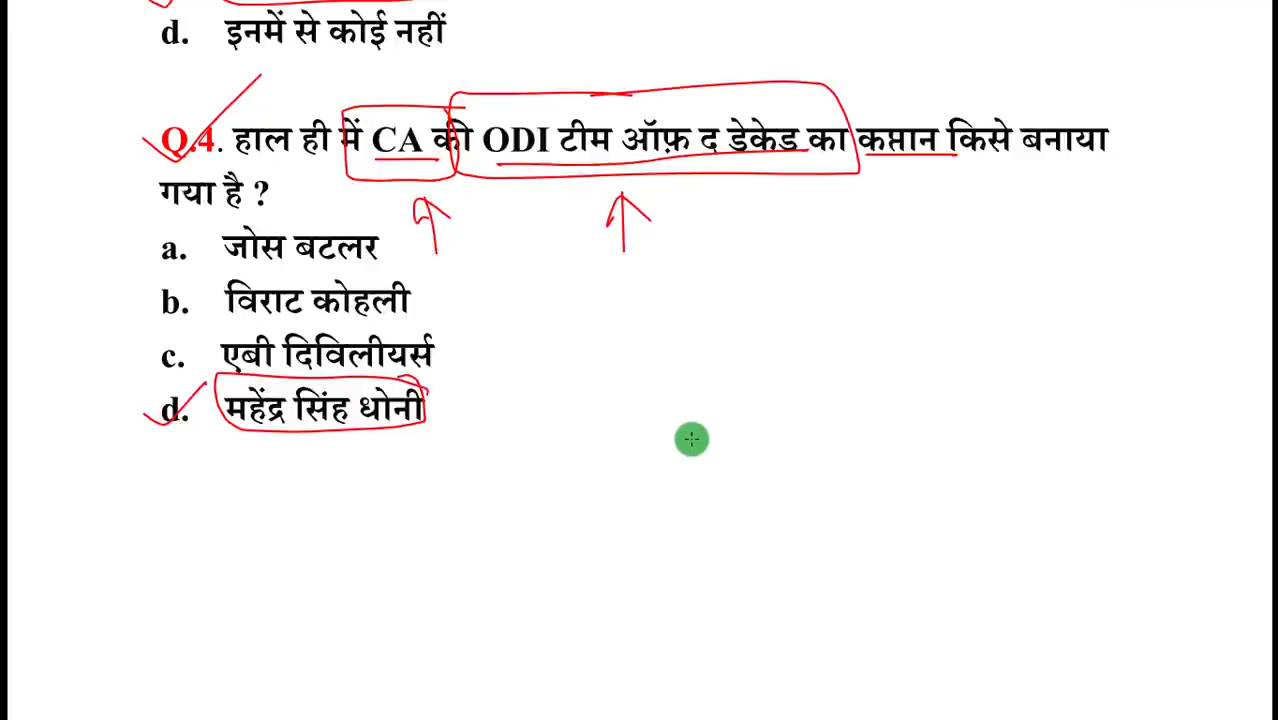 d. इनमें से कोई नहीं
Q.4. हाल ही में CA की ODI टीम ऑफ़ द डेकेड का कप्तान किसे बनाया
गया है ?
a. जोस बटलर
b. विराट कोहली
c. एबी दिविलीयर्स
d. महेंद्र सिंह धोनी